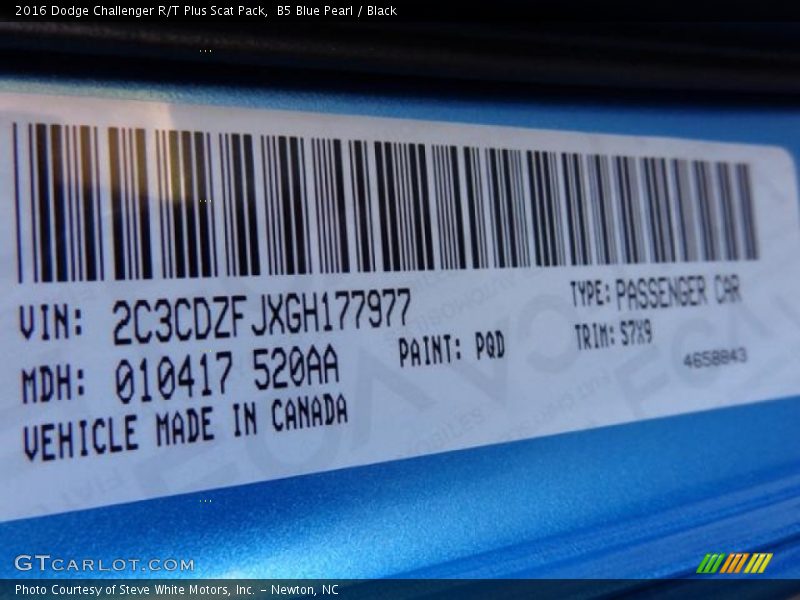 2016 Dodge Challenger R/T Plus Scat Pack, B5 Blue Pearl / Black
VIN: 2C3CDZFJXGH177977
TYPE: PASSENGER CAR
MDH: 010417 520AA
PAINT: PQD
TRIM: S7X9
4658843
VEHICLE MADE IN CANADA
GTCARLOT.COM
Photo Courtesy of Steve White Motors, Inc. – Newton, NC